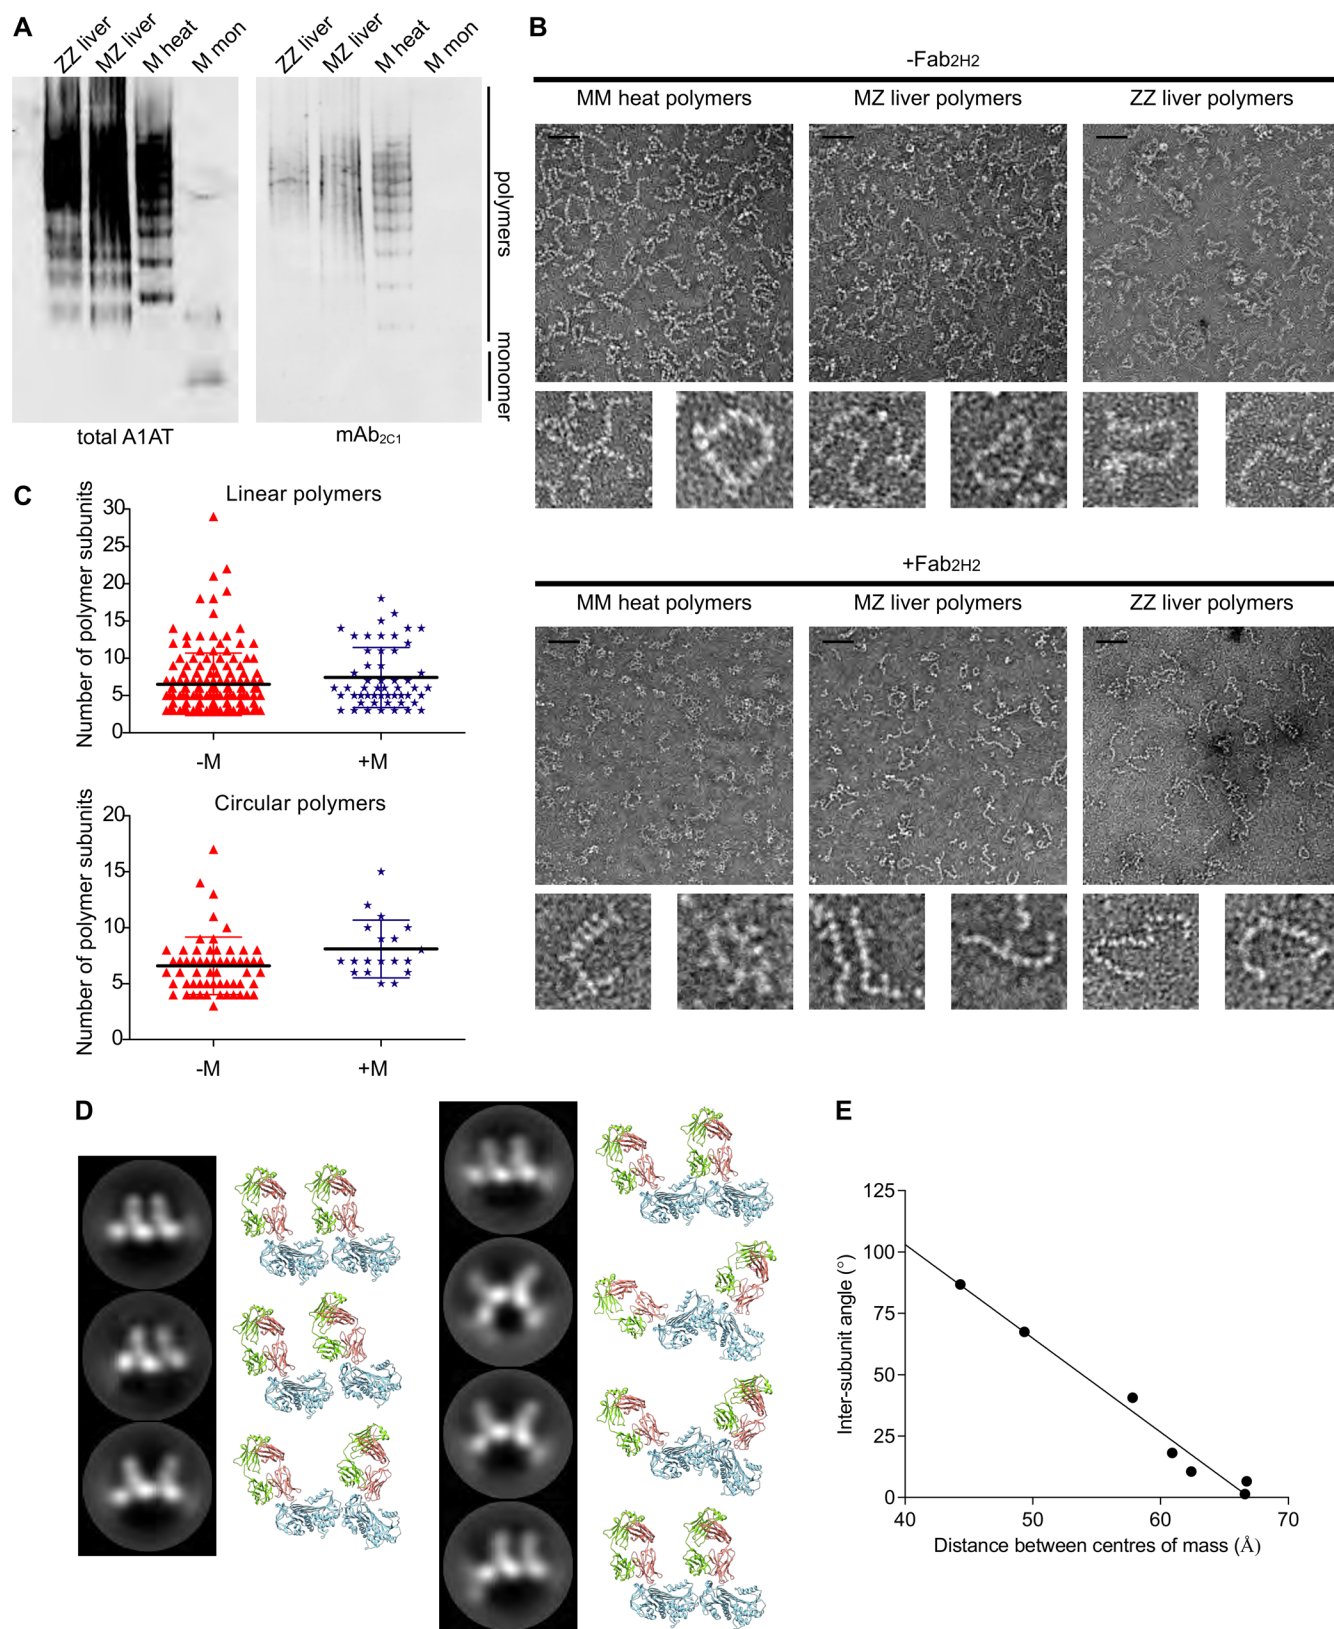 A
ZZ liver
MZ liver
M heat
M mon
ZZ liver
MZ liver
M heat
M mon
polymers
monomer
total A1AT
mAb2C1
B
-Fab2H2
MM heat polymers
MZ liver polymers
ZZ liver polymers
+Fab2H2
MM heat polymers
MZ liver polymers
ZZ liver polymers
C
Linear polymers
Number of polymer subunits
30
25
20
15
10
5
0
-M
+M
Circular polymers
Number of polymer subunits
20
15
10
5
0
-M
+M
D
E
Inter-subunit angle (°)
125
100
75
50
25
0
40
50
60
70
Distance between centres of mass (Å)